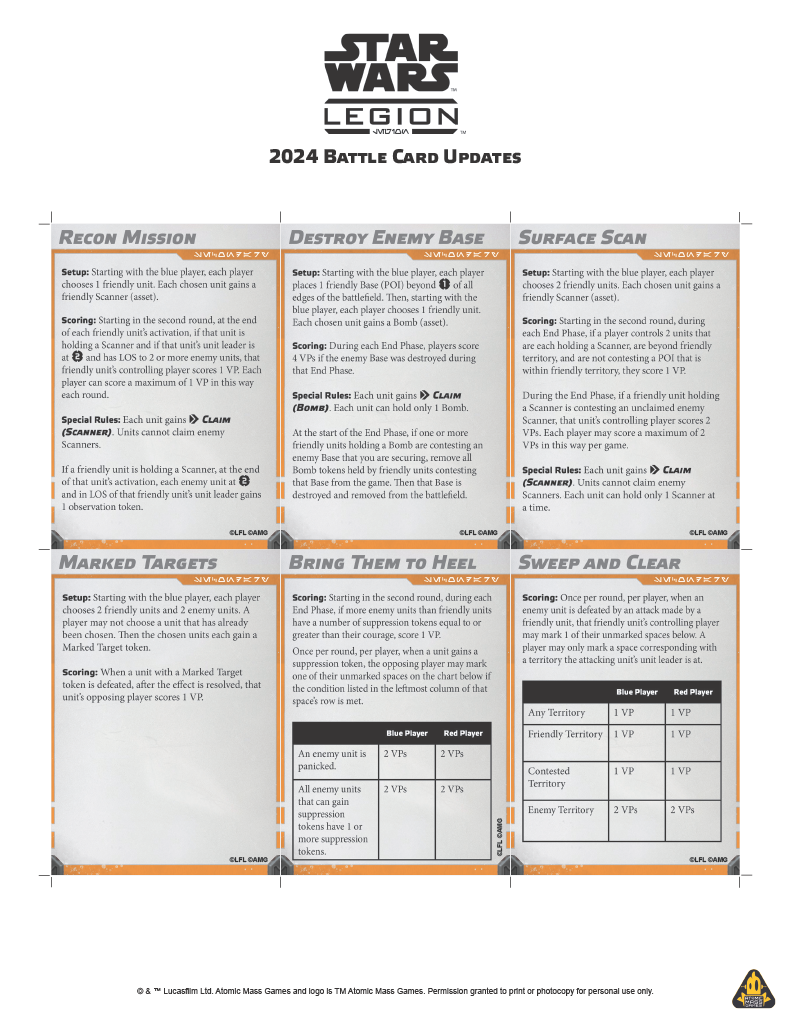 STAR
WARS
™
LEGION
™
2024 Battle Card Updates
Recon Mission
Setup: Starting with the blue player, each player
chooses 1 friendly unit. Each chosen unit gains a
friendly Scanner (asset).
Scoring: Starting in the second round, at the end
of each friendly unit's activation, if that unit is
holding a Scanner and if that unit's unit leader is
at 2 and has LOS to 2 or more enemy units, that
friendly unit's controlling player scores 1 VP. Each
player can score a maximum of 1 VP in this way
each round.
Special Rules: Each unit gains Claim
(Scanner). Units cannot claim enemy
Scanners.
If a friendly unit is holding a Scanner, at the end
of that unit's activation, each enemy unit at 2
and in LOS of that friendly unit's unit leader gains
1 observation token.
©LFL ©AMG
Destroy Enemy Base
Setup: Starting with the blue player, each player
places 1 friendly Base (POI) beyond 1 of all
edges of the battlefield. Then, starting with the
blue player, each player chooses 1 friendly unit.
Each chosen unit gains a Bomb (asset).
Scoring: During each End Phase, players score
4 VPs if the enemy Base was destroyed during
that End Phase.
Special Rules: Each unit gains Claim
(Bomb). Each unit can hold only 1 Bomb.
At the start of the End Phase, if one or more
friendly units holding a Bomb are contesting an
enemy Base that you are securing, remove all
Bomb tokens held by friendly units contesting
that Base from the game. Then that Base is
destroyed and removed from the battlefield.
©LFL ©AMG
Surface Scan
Setup: Starting with the blue player, each player
chooses 2 friendly units. Each chosen unit gains a
friendly Scanner (asset).
Scoring: Starting in the second round, during
each End Phase, if a player controls 2 units that
are each holding a Scanner, are beyond friendly
territory, and are not contesting a POI that is
within friendly territory, they score 1 VP.
During the End Phase, if a friendly unit holding
a Scanner is contesting an unclaimed enemy
Scanner, that unit's controlling player scores 2
VPs. Each player may score a maximum of 2
VPs in this way per game.
Special Rules: Each unit gains Claim
(Scanner). Units cannot claim enemy
Scanners. Each unit can hold only 1 Scanner at
a time.
©LFL ©AMG
Marked Targets
Setup: Starting with the blue player, each player
chooses 2 friendly units and 2 enemy units. A
player may not choose a unit that has already
been chosen. Then the chosen units each gain a
Marked Target token.
Scoring: When a unit with a Marked Target
token is defeated, after the effect is resolved, that
unit's opposing player scores 1 VP.
©LFL ©AMG
Bring Them to Heel
Scoring: Starting in the second round, during each
End Phase, if more enemy units than friendly units
have a number of suppression tokens equal to or
greater than their courage, score 1 VP.
Once per round, per player, when a unit gains a
suppression token, the opposing player may mark
one of their unmarked spaces on the chart below if
the condition listed in the leftmost column of that
space's row is met.
Blue Player Red Player
An enemy unit is 2 VPs 2 VPs
panicked.
All enemy units 2 VPs 2 VPs
that can gain
suppression
tokens have 1 or
more suppression
tokens.
©LFL ©AMG
Sweep and Clear
Scoring: Once per round, per player, when an
enemy unit is defeated by an attack made by a
friendly unit, that friendly unit's controlling player
may mark 1 of their unmarked spaces below. A
player may only mark a space corresponding with
a territory the attacking unit's unit leader is at.
Blue Player Red Player
Any Territory 1 VP 1 VP
Friendly Territory 1 VP 1 VP
Contested 1 VP 1 VP
Territory
Enemy Territory 2 VPs 2 VPs
©LFL ©AMG
© & ™ Lucasfilm Ltd. Atomic Mass Games and logo is TM Atomic Mass Games. Permission granted to print or photocopy for personal use only.
ATOMIC
MASS
GAMES